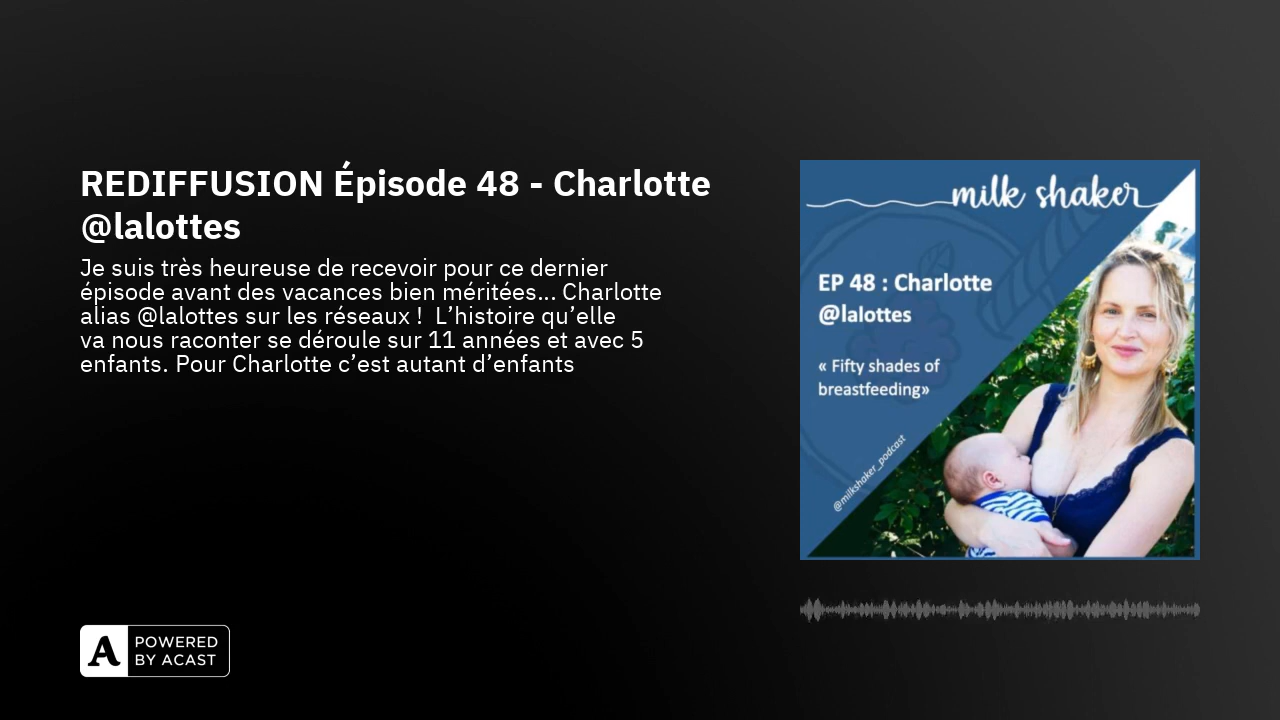 REDIFFUSION Épisode 48 - Charlotte
@lalottes
Je suis très heureuse de recevoir pour ce dernier
épisode avant des vacances bien méritées... Charlotte
alias @lalottes sur les réseaux !  L’histoire qu’elle
va nous raconter se déroule sur 11 années et avec 5
enfants. Pour Charlotte c’est autant d’enfants
milk shaker
EP 48 : Charlotte
@lalottes
« Fifty shades of
breastfeeding»
@milkshaker_podcast
A
POWERED
BY ACAST